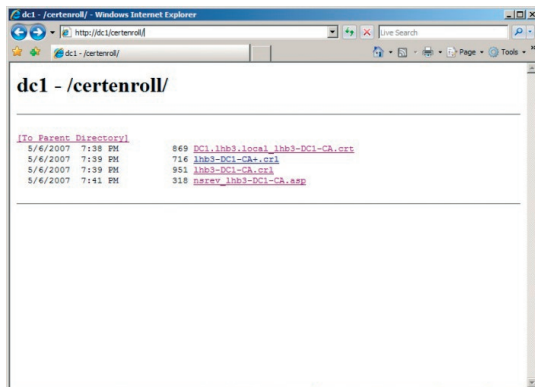 dc1 - /certenroll/ - Windows Internet Explorer
http://dc1/certenroll/
Live Search
dc1 - /certenroll/
Page
Tools
dc1 - /certenroll/
[To Parent Directory]
5/6/2007 7:38 PM 869 DC1.lhb3.local_lhb3-DC1-CA.crt
5/6/2007 7:39 PM 716 lhb3-DC1-CA+.crl
5/6/2007 7:39 PM 951 lhb3-DC1-CA.crl
5/6/2007 7:41 PM 318 nsrev_lhb3-DC1-CA.asp